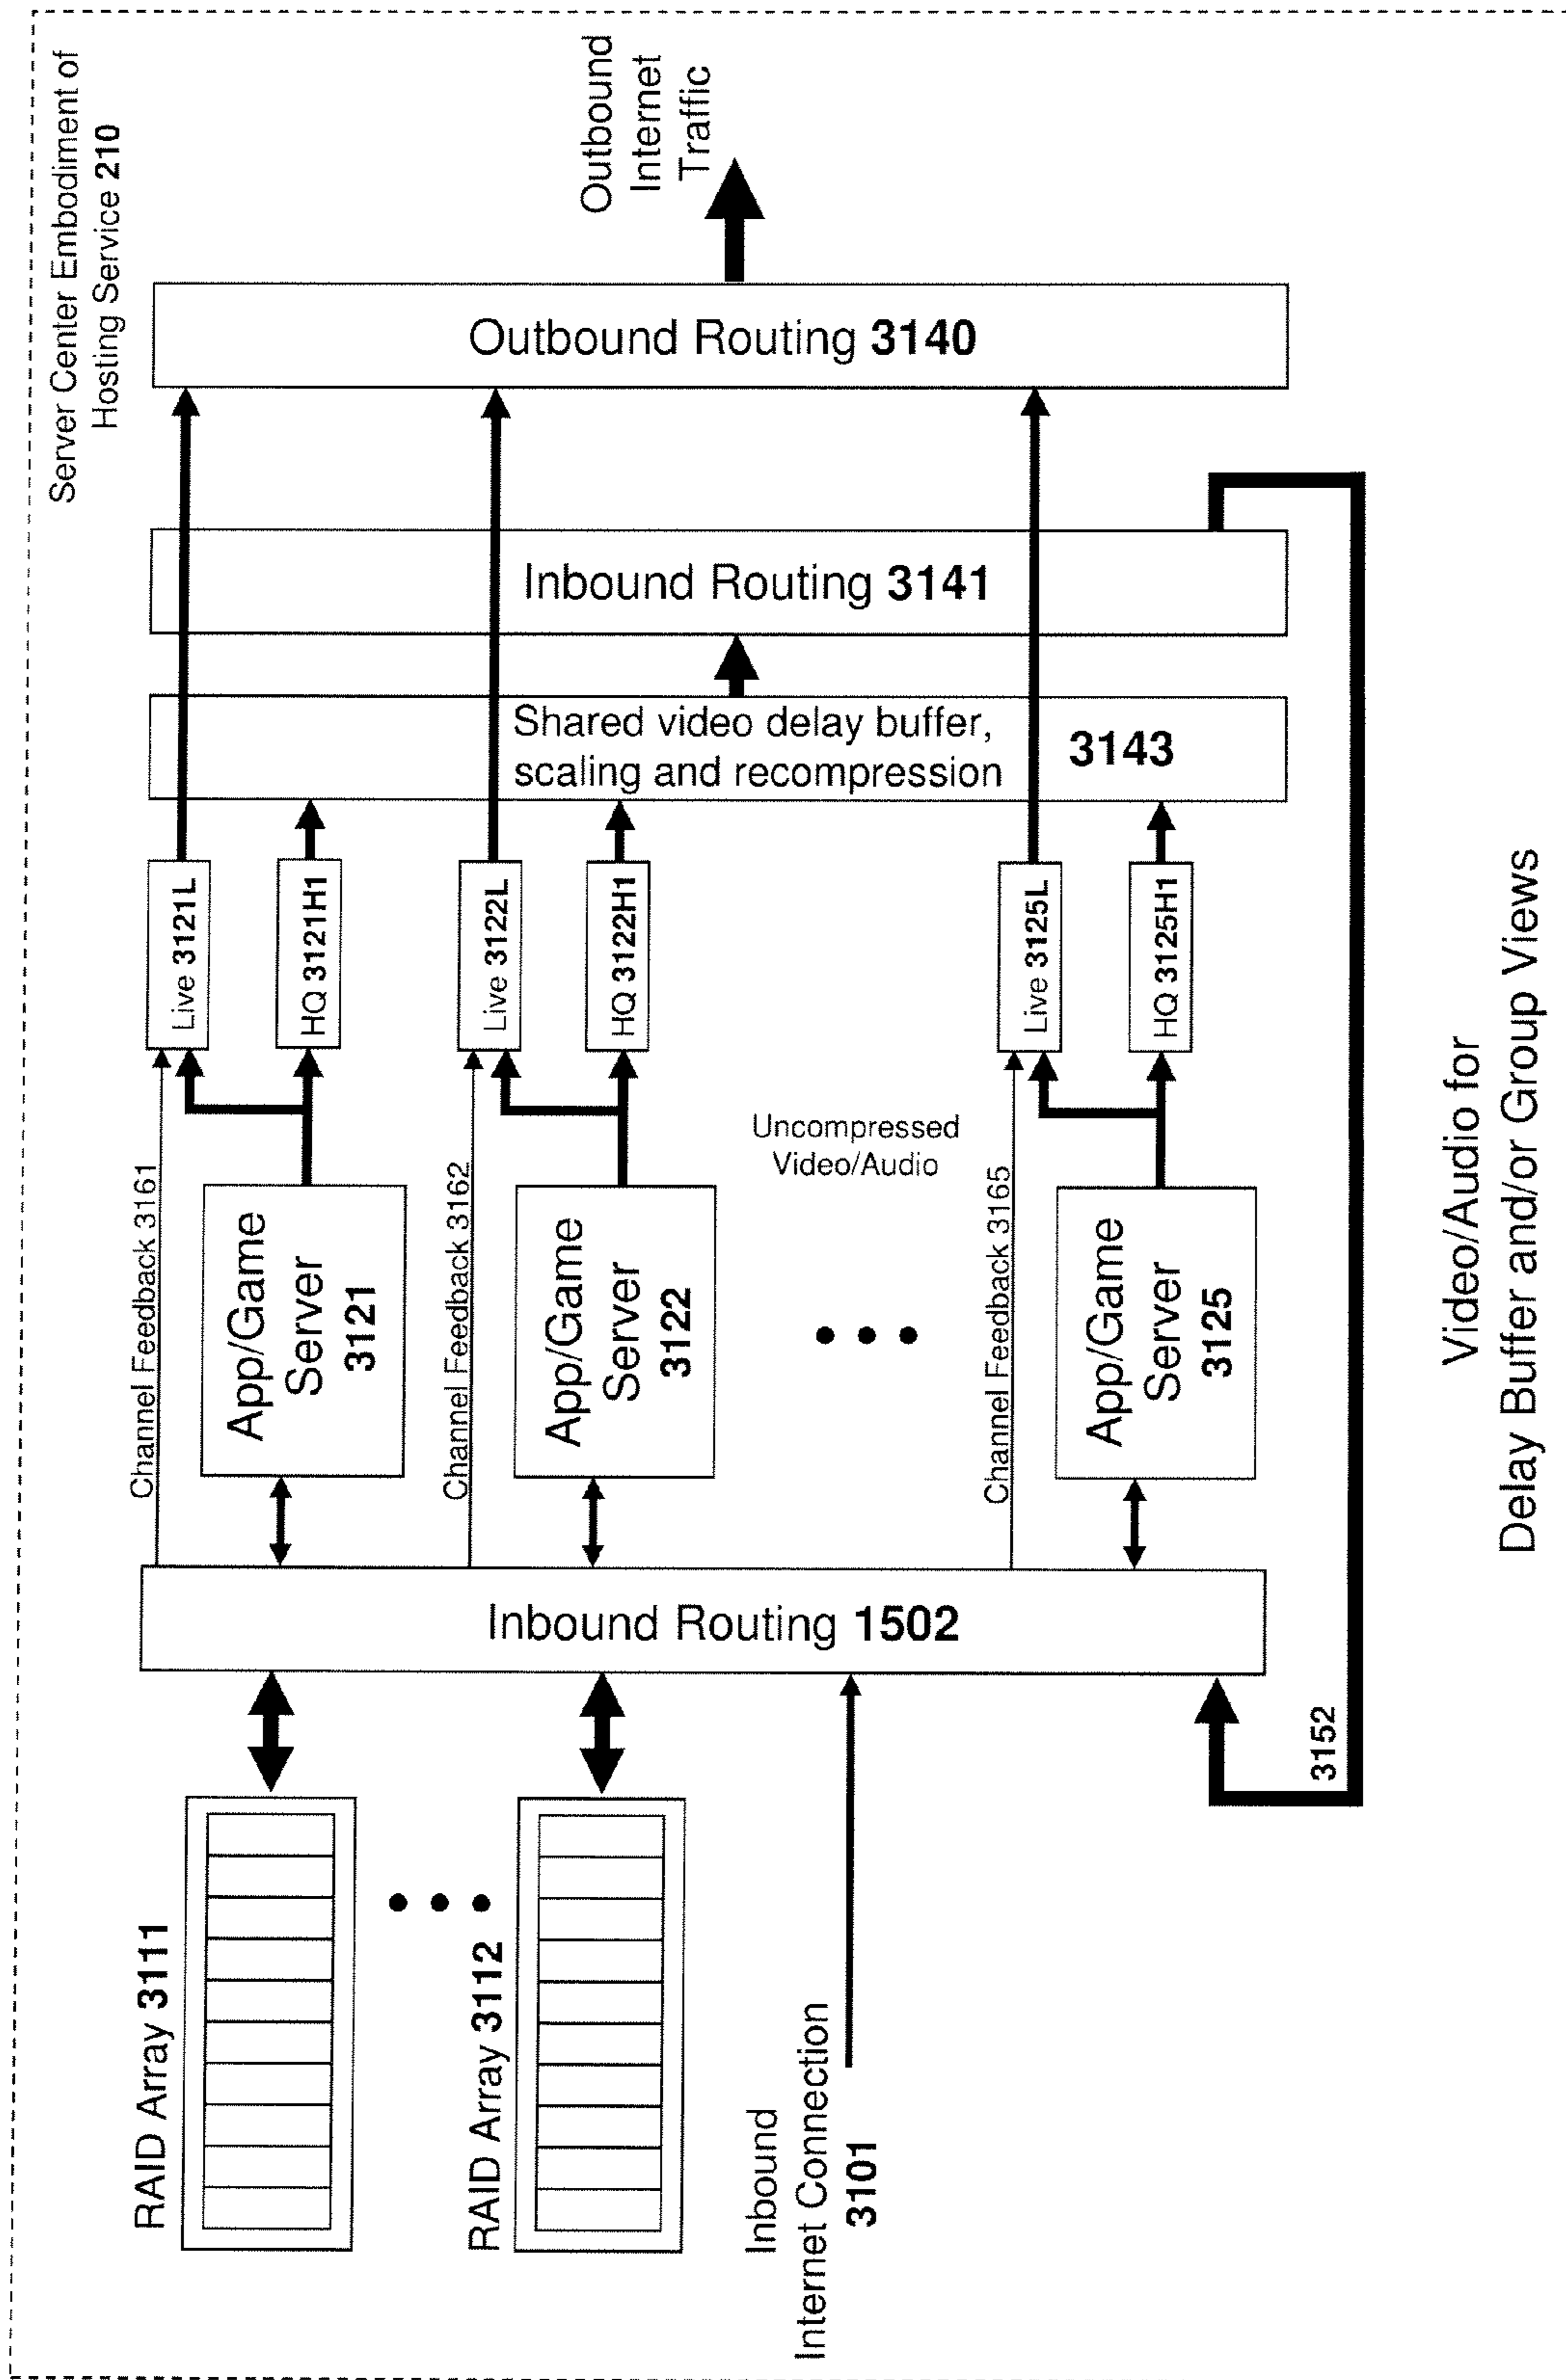 Server Center Embodiment of
Hosting Service 210
RAID Array 3111
RAID Array 3112
Inbound
Internet Connection
3101
Inbound Routing 1502
Channel Feedback 3161
App/Game
Server
3121
Channel Feedback 3162
App/Game
Server
3122
Uncompressed
Video/Audio
Channel Feedback 3165
App/Game
Server
3125
Live 3121L
HQ 3121H1
Live 3122L
HQ 3122H1
Live 3125L
HQ 3125H1
Shared video delay buffer,
scaling and recompression
3143
Inbound Routing 3141
Outbound Routing 3140
Outbound
Internet
Traffic
3152
Video/Audio for
Delay Buffer and/or Group Views